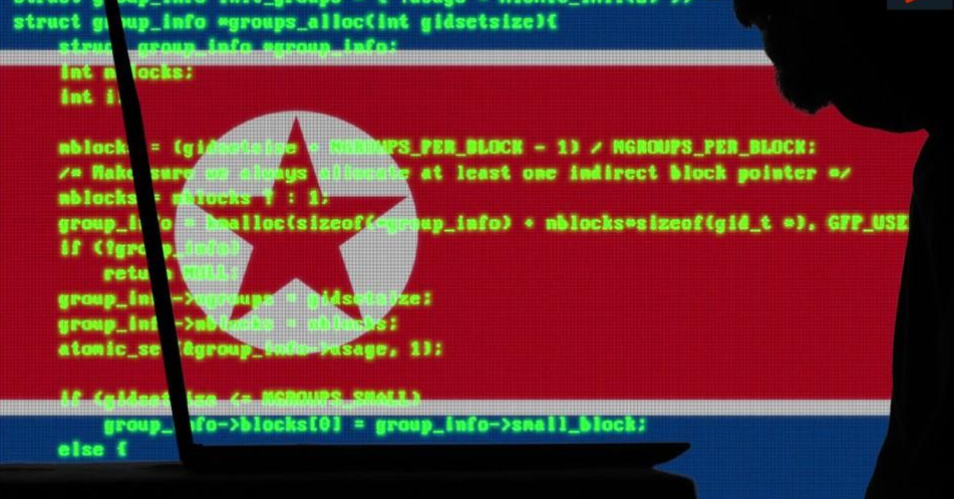 struct group_info *groups_alloc(int gidsetsize){
struct group_info *group_info;
int nblocks;
int i;
nblocks = (gidsetsize + NGROUPS_PER_BLOCK - 1) / NGROUPS_PER_BLOCK;
/* Make sure we always allocate at least one indirect block pointer */
nblocks = nblocks ? : 1;
group_info = kmalloc(sizeof(*group_info) + nblocks*sizeof(gid_t *), GFP_USE
if (!group_info)
return NULL;
group_info->ngroups = gidsetsize;
group_info->nblocks = nblocks;
atomic_set(&group_info->usage, 1);
if (gidsetsize <= NGROUPS_SMALL)
group_info->blocks[0] = group_info->small_block;
else {